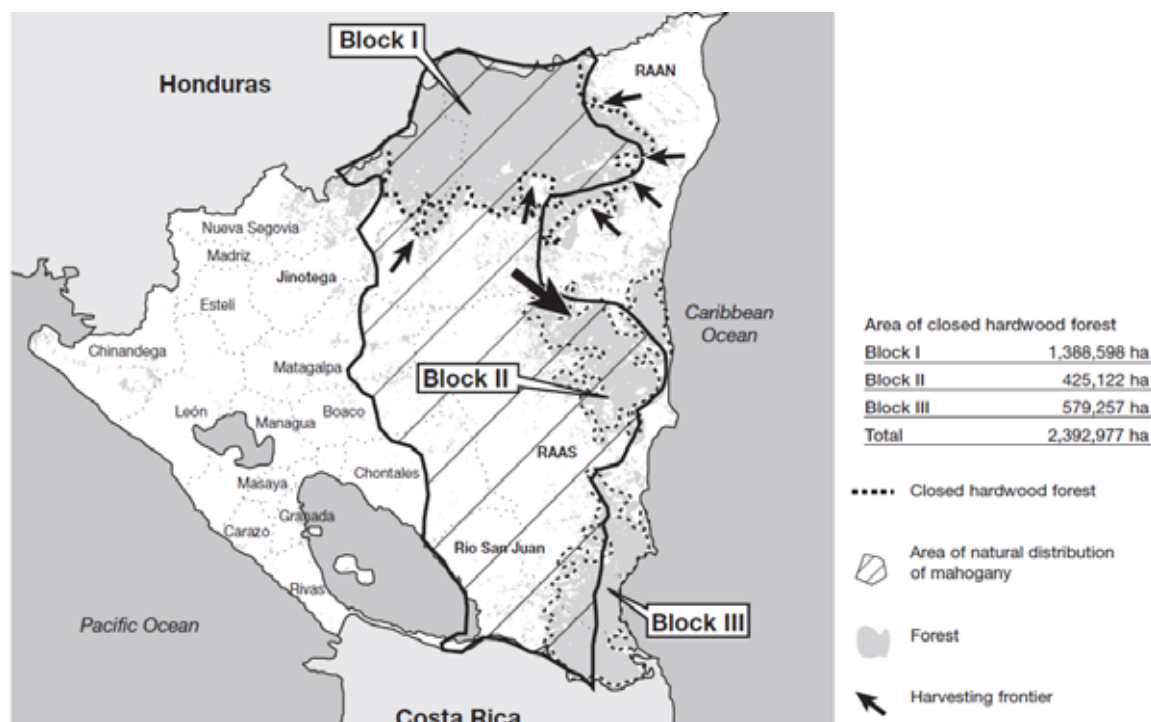 Block I
Honduras
RAAN
Nueva Segovia
Madriz
Jinotega
Estelí
Caribbean
Ocean
Chinandega
Matagalpa
Block II
León
Boaco
Managua
RAAS
Chontales
Masaya
Granada
Carazo
Rio San Juan
Rivas
Pacific Ocean
Block III
Costa Rica
Area of closed hardwood forest
Block I 1,388,598 ha
Block II 425,122 ha
Block III 579,257 ha
Total 2,392,977 ha
Closed hardwood forest
Area of natural distribution
of mahogany
Forest
Harvesting frontier